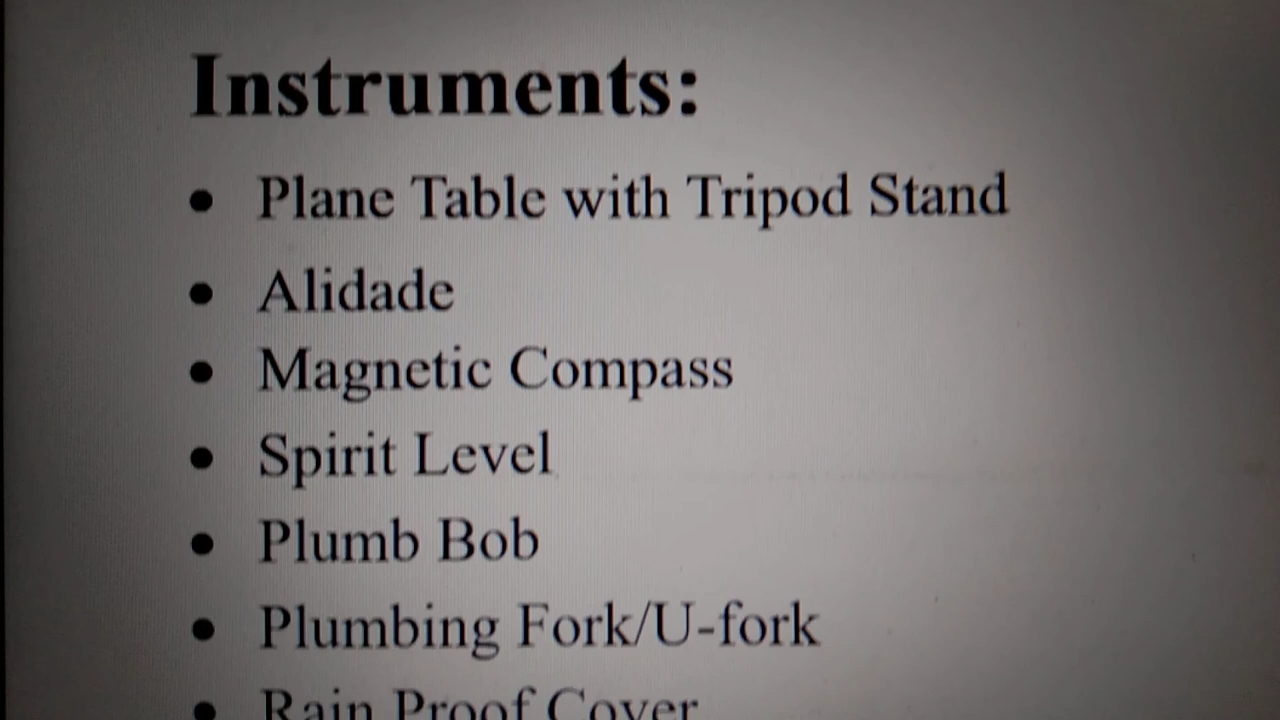 Instruments:
• Plane Table with Tripod Stand
• Alidade
• Magnetic Compass
• Spirit Level
• Plumb Bob
• Plumbing Fork/U-fork
• Rain Proof Cover